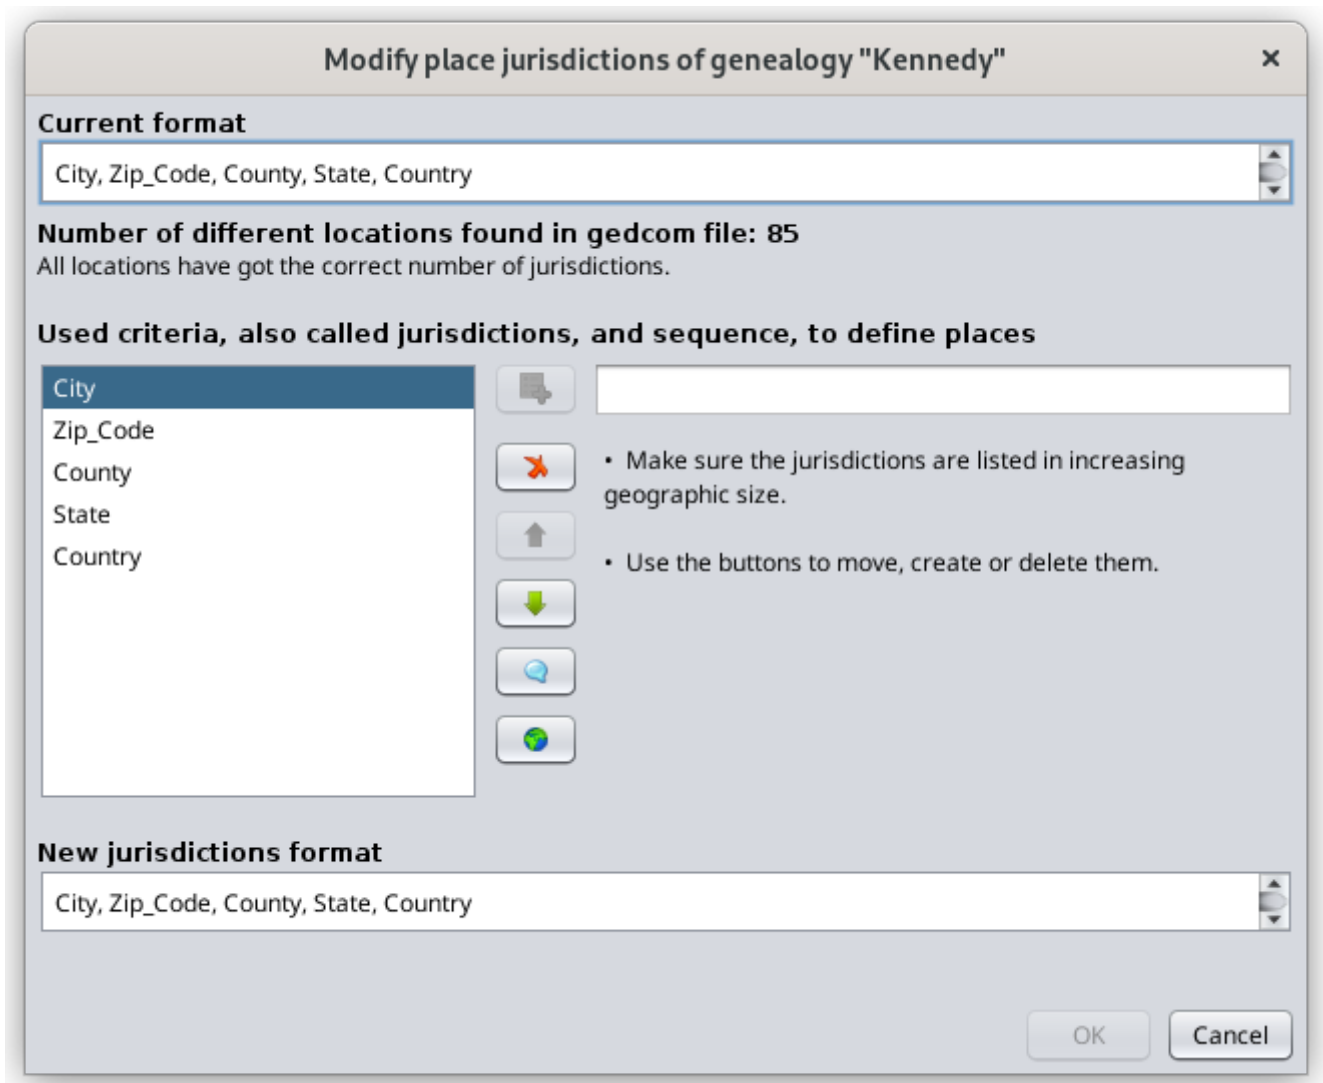 Modify place jurisdictions of genealogy "Kennedy"
Current format
City, Zip_Code, County, State, Country
Number of different locations found in gedcom file: 85
All locations have got the correct number of jurisdictions.
Used criteria, also called jurisdictions, and sequence, to define places
City
Zip_Code
County
State
Country
• Make sure the jurisdictions are listed in increasing
geographic size.
• Use the buttons to move, create or delete them.
New jurisdictions format
City, Zip_Code, County, State, Country
OK
Cancel